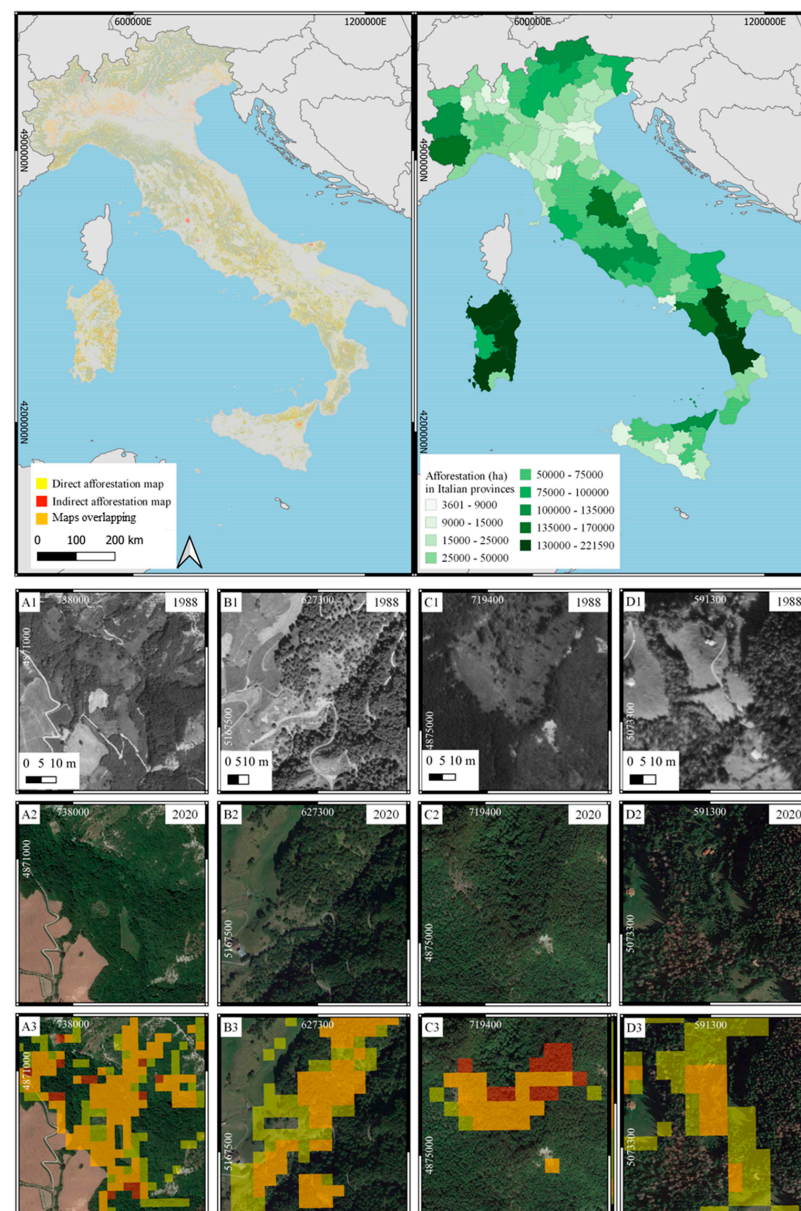 6000000E
1200000E
6000000E
1200000E
4900000N
4900000N
4200000N
4200000N
Direct afforestation map
Indirect afforestation map
Maps overlapping
0 100 200 km
Afforestation (ha)
in Italian provinces
3601 - 9000
9000 - 15000
15000 - 25000
25000 - 50000
50000 - 75000
75000 - 100000
100000 - 135000
135000 - 170000
130000 - 221590
A1 738000 1988
4871000
0 5 10 m
B1 627300 1988
5167500
0 510 m
C1 719400 1988
4875000
0 5 10 m
D1 591300 1988
5073300
0 5 10 m
A2 738000 2020
4871000
B2 627300 2020
5167500
C2 719400 2020
4875000
D2 591300 2020
5073300
A3 738000
4871000
B3 627300
5167500
C3 719400
4875000
D3 591300
5073300